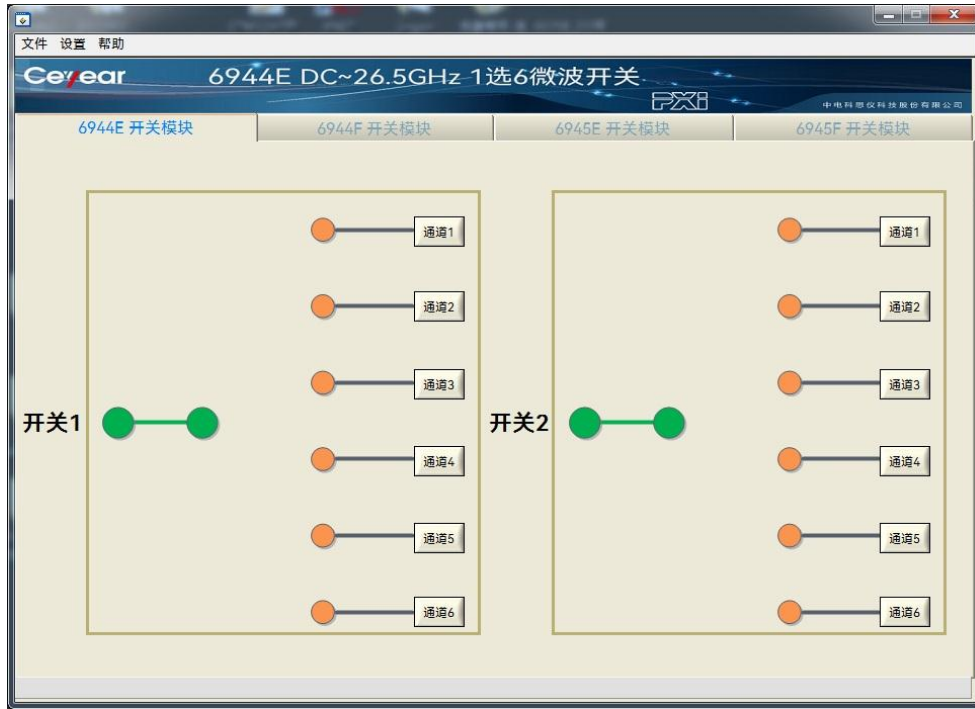 文件 设置 帮助
Ceyear 6944E DC~26.5GHz 1选6微波开关
PXI
中电科思仪科技股份有限公司
6944E 开关模块 6944F 开关模块 6945E 开关模块 6945F 开关模块
开关1
通道1
通道2
通道3
通道4
通道5
通道6
开关2
通道1
通道2
通道3
通道4
通道5
通道6